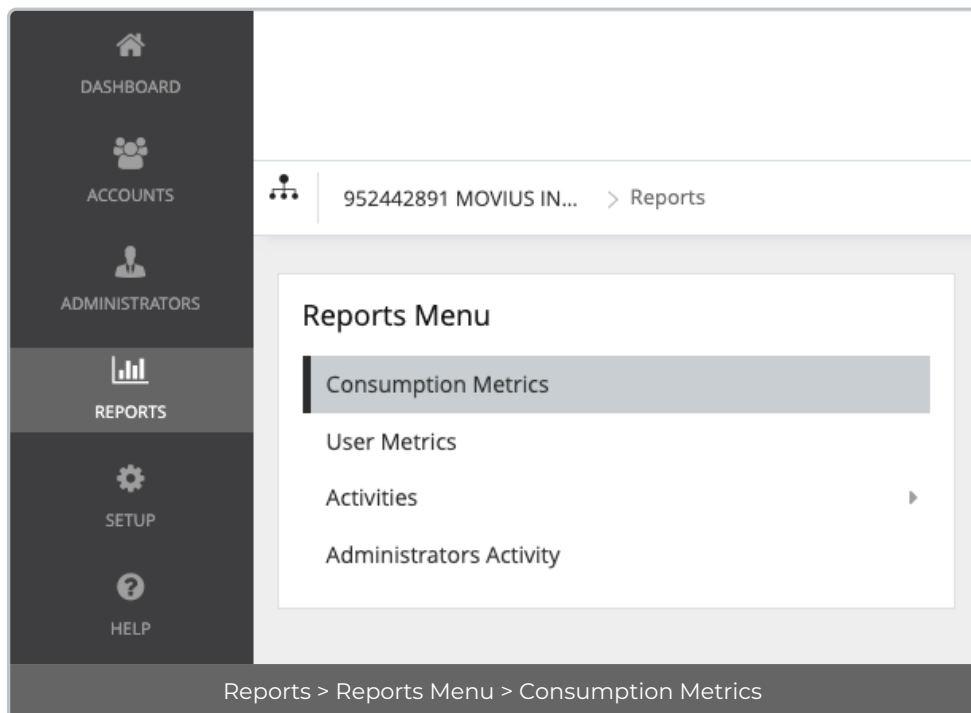 DASHBOARD
ACCOUNTS
ADMINISTRATORS
REPORTS
SETUP
HELP
952442891 MOVIUS IN... > Reports
Reports Menu
Consumption Metrics
User Metrics
Activities
Administrators Activity
Reports > Reports Menu > Consumption Metrics